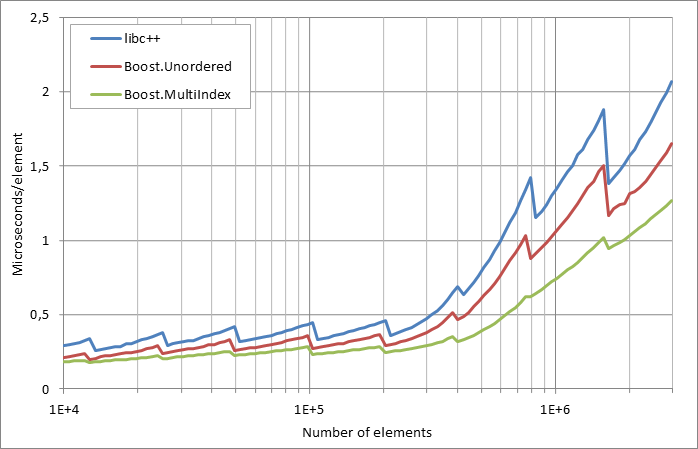 2,5
2
1,5
1
0,5
0
Microseconds/element
libc++
Boost.Unordered
Boost.MultiIndex
1E+4
1E+5
1E+6
Number of elements